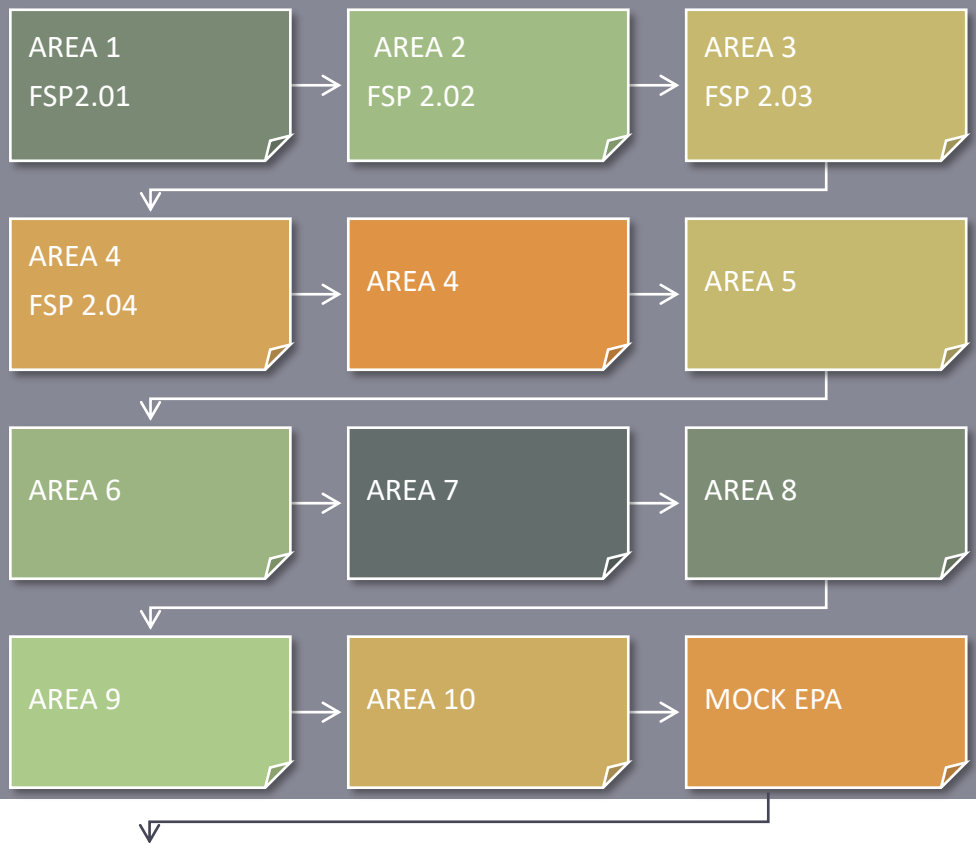 AREA 1
FSP2.01
AREA 2
FSP 2.02
AREA 3
FSP 2.03
AREA 4
FSP 2.04
AREA 4
AREA 5
AREA 6
AREA 7
AREA 8
AREA 9
AREA 10
MOCK EPA